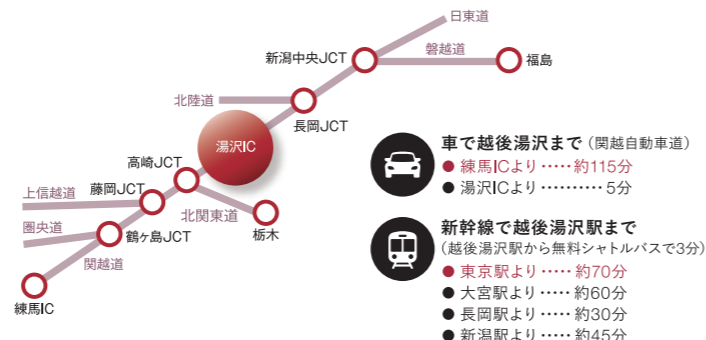 日東道
新潟中央JCT
磐越道
福島
北陸道
長岡JCT
湯沢IC
高崎JCT
上信越道
藤岡JCT
北関東道
栃木
圏央道
鶴ヶ島JCT
関越道
練馬IC
車で越後湯沢まで（関越自動車道）
● 練馬ICより・・・・・約115分
● 湯沢ICより・・・・・・・・・・5分
新幹線で越後湯沢駅まで
（越後湯沢駅から無料シャトルバスで3分）
● 東京駅より・・・・・約70分
● 大宮駅より・・・・・約60分
● 長岡駅より・・・・・約30分
● 新潟駅より・・・・・約45分